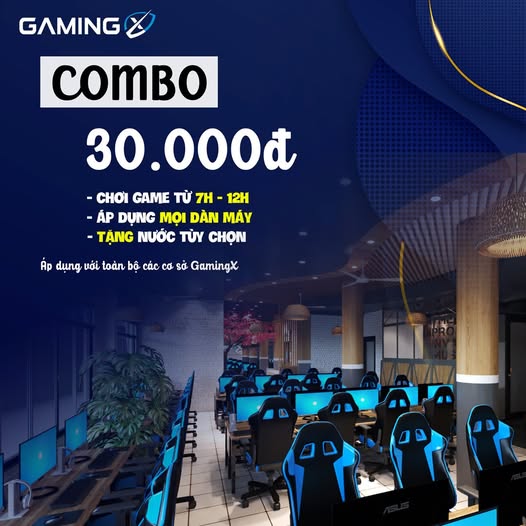 GAMING X
COMBO
30.000đ
- CHƠI GAME TỪ 7H - 12H
- ÁP DỤNG MỌI DÀN MÁY
- TẶNG NƯỚC TÙY CHỌN
Áp dụng với toàn bộ các cơ sở GamingX
ASUS